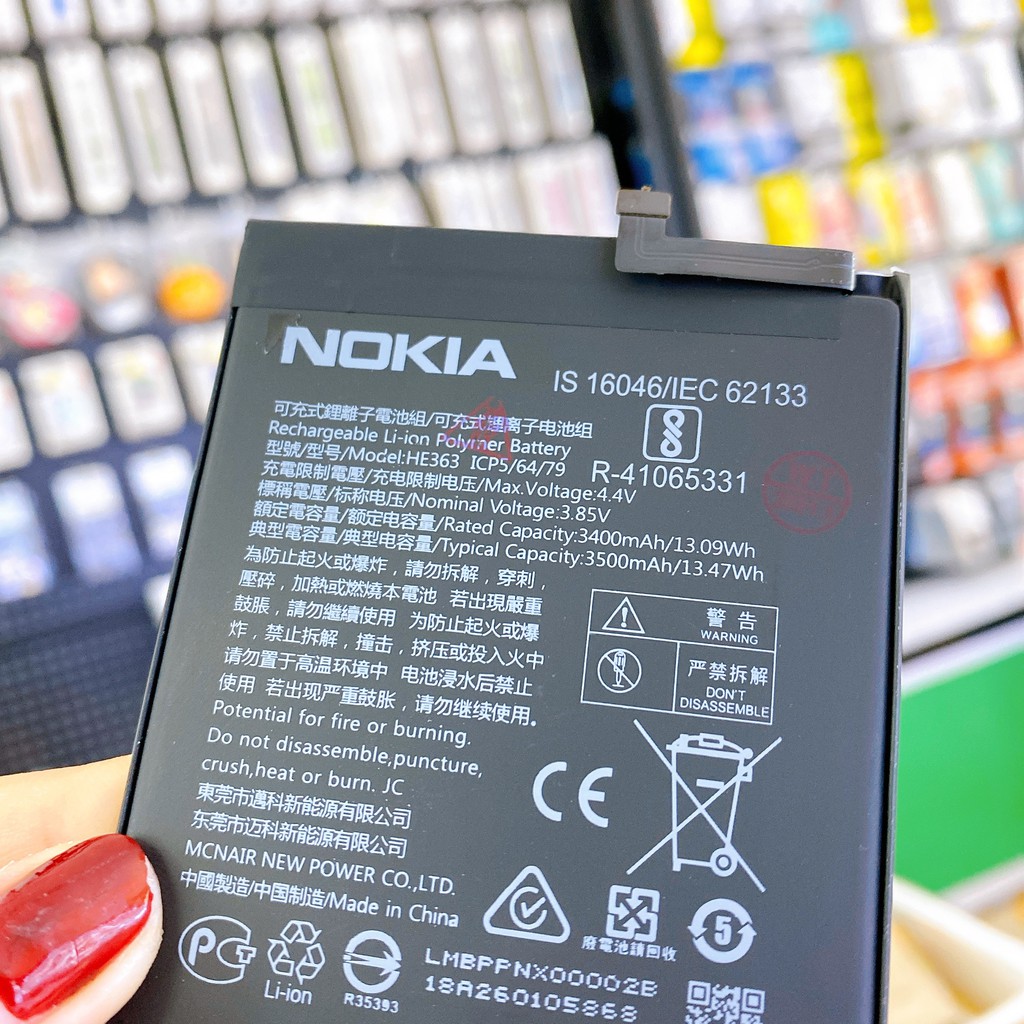 NOKIA
IS 16046/IEC 62133
可充式鋰離子電池組/可充式锂离子电池组
Rechargeable Li-ion Polymer Battery
型號/型号/Model:HE363 ICP5/64/79
R-41065331
充電限制電壓/充电限制电压/Max.Voltage:4.4V
標稱電壓/标称电压/Nominal Voltage:3.85V
額定電容量/额定电容量/Rated Capacity:3400mAh/13.09Wh
典型電容量/典型电容量/Typical Capacity:3500mAh/13.47Wh
為防止起火或爆炸，請勿拆解，穿刺，
壓碎，加熱或燃燒本電池 若出現嚴重
鼓脹，請勿繼續使用 为防止起火或爆
炸，禁止拆解，撞击，挤压或投入火中
请勿置于高温环境中 电池浸水后禁止
使用 若出现严重鼓胀，请勿继续使用。
Potential for fire or burning.
Do not disassemble,puncture,
crush,heat or burn. JC
警告
WARNING
严禁拆解
DON'T
DISASSEMBLE
東莞市邁科新能源有限公司
东莞市迈科新能源有限公司
MCNAIR NEW POWER CO.,LTD.
中國製造/中国制造/Made in China
CE
廢電池請回收
5
PCT
Li-ion
R35393
LMBPFNX00002B
18A260105868